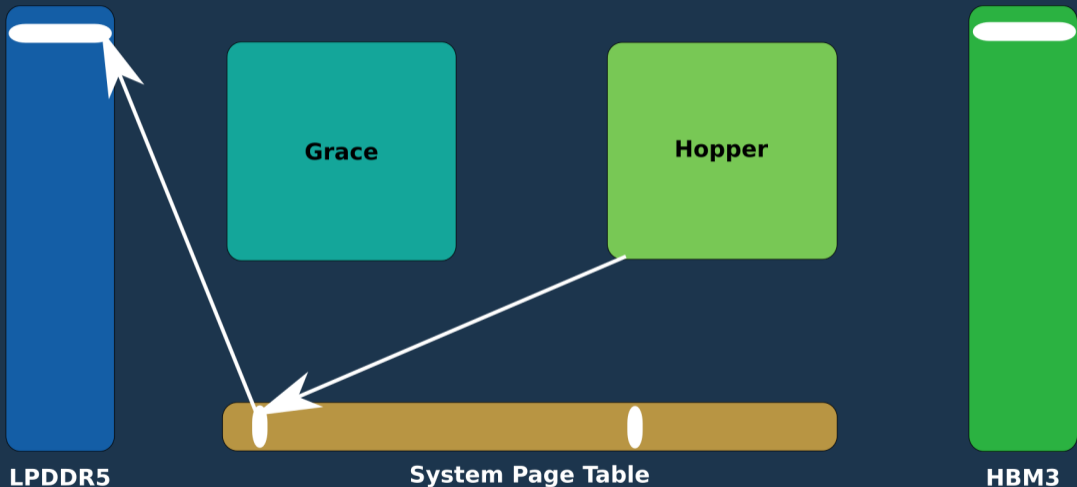 Grace
Hopper
LPDDR5
System Page Table
HBM3